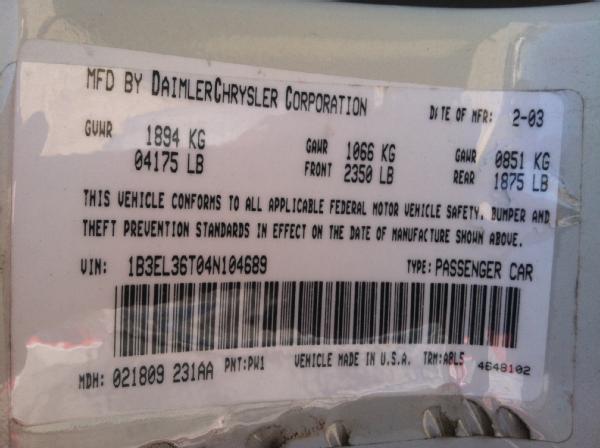 MFD BY DAIMLERCHRYSLER CORPORATION DATE OF MFR: 2-03
GVWR 1894 KG GAWR 1066 KG GAWR 0851 KG
04175 LB FRONT 2350 LB REAR 1875 LB
THIS VEHICLE CONFORMS TO ALL APPLICABLE FEDERAL MOTOR VEHICLE SAFETY, BUMPER AND
THEFT PREVENTION STANDARDS IN EFFECT ON THE DATE OF MANUFACTURE SHOWN ABOVE.
VIN: 1B3EL36T04N104689 TYPE: PASSENGER CAR
MDH: 021809 231AA PNT:PW1 VEHICLE MADE IN U.S.A. TRM:ABL5 4648102